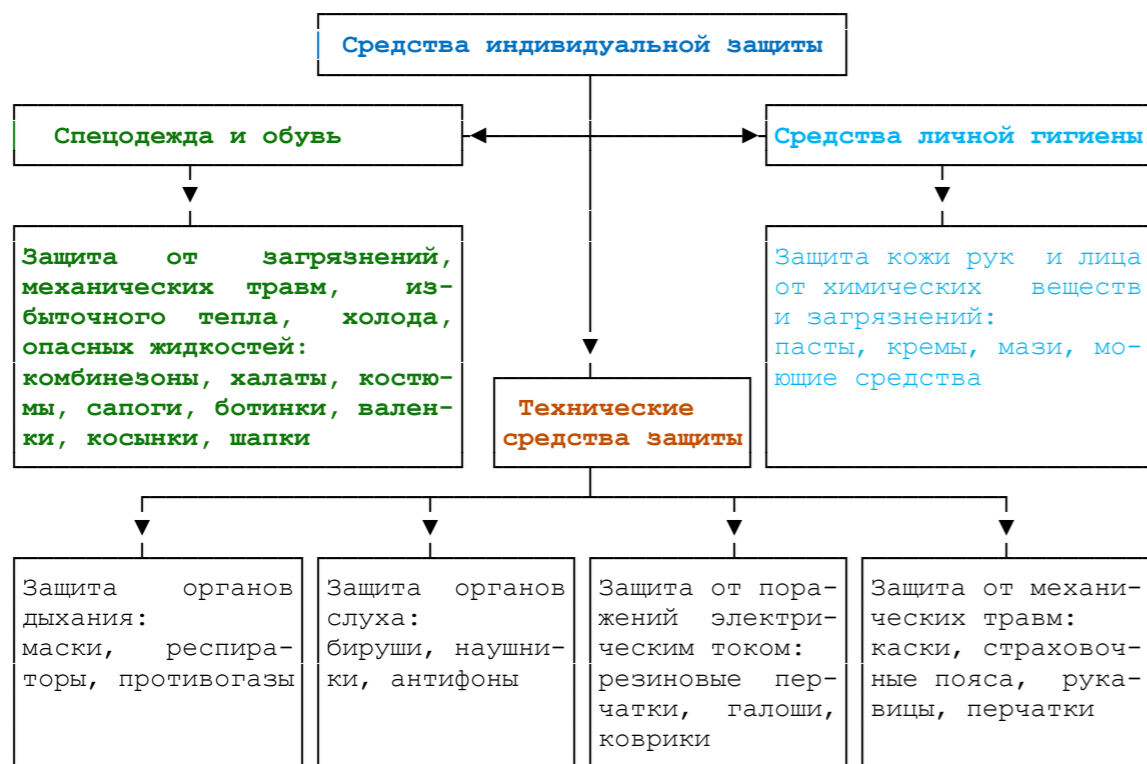 Средства индивидуальной защиты
Спецодежда и обувь
Средства личной гигиены
Защита от загрязнений,
механических травм, из-
быточного тепла, холода,
опасных жидкостей:
комбинезоны, халаты, костю-
мы, сапоги, ботинки, вален-
ки, косынки, шапки
Защита кожи рук и лица
от химических веществ
и загрязнений:
пасты, кремы, мази, мо-
ющие средства
Технические
средства защиты
Защита органов
дыхания:
маски, респира-
торы, противогазы
Защита органов
слуха:
бируши, наушни-
ки, антифоны
Защита от пора-
жений электри-
ческим током:
резиновые пер-
чатки, галоши,
коврики
Защита от механи-
ческих травм:
каски, страховоч-
ные пояса, рука-
вицы, перчатки